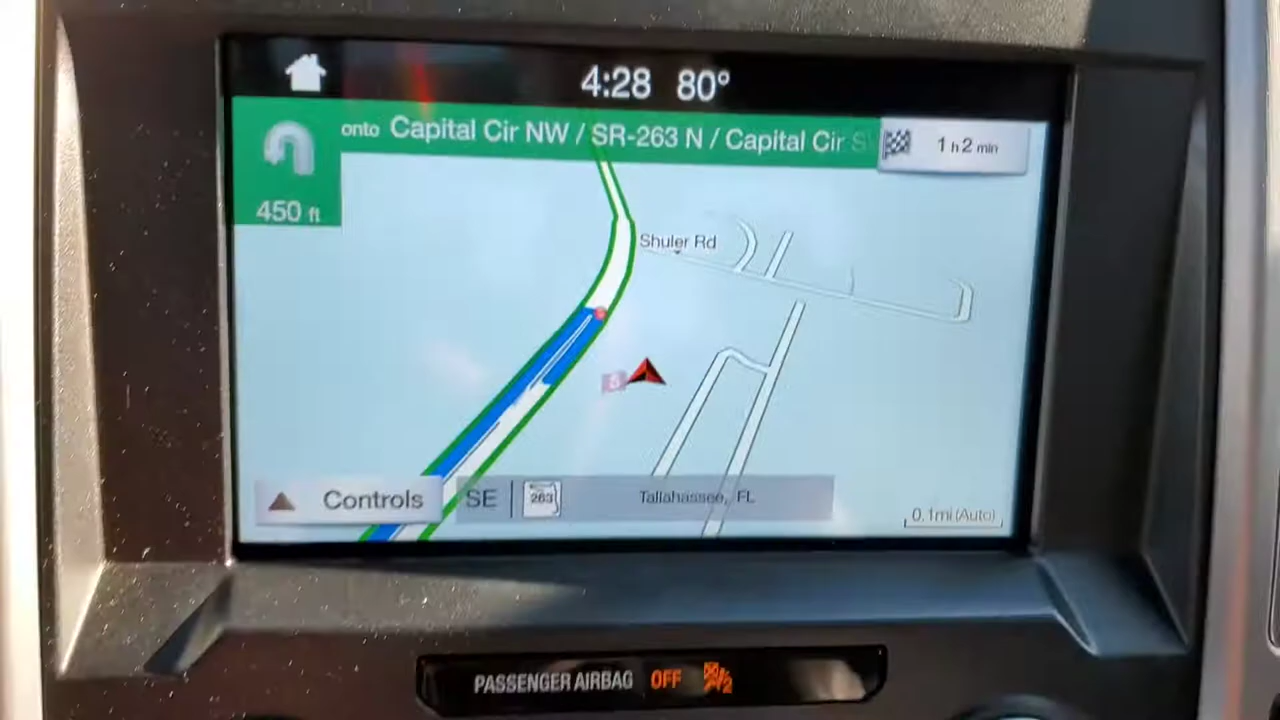 4:28 80°
onto Capital Cir NW / SR-263 N / Capital Cir S
1 h 2 min
450 ft
Shuler Rd
Controls
SE
263
Tallahassee, FL
0.1mi(Auto)
PASSENGER AIRBAG OFF 2